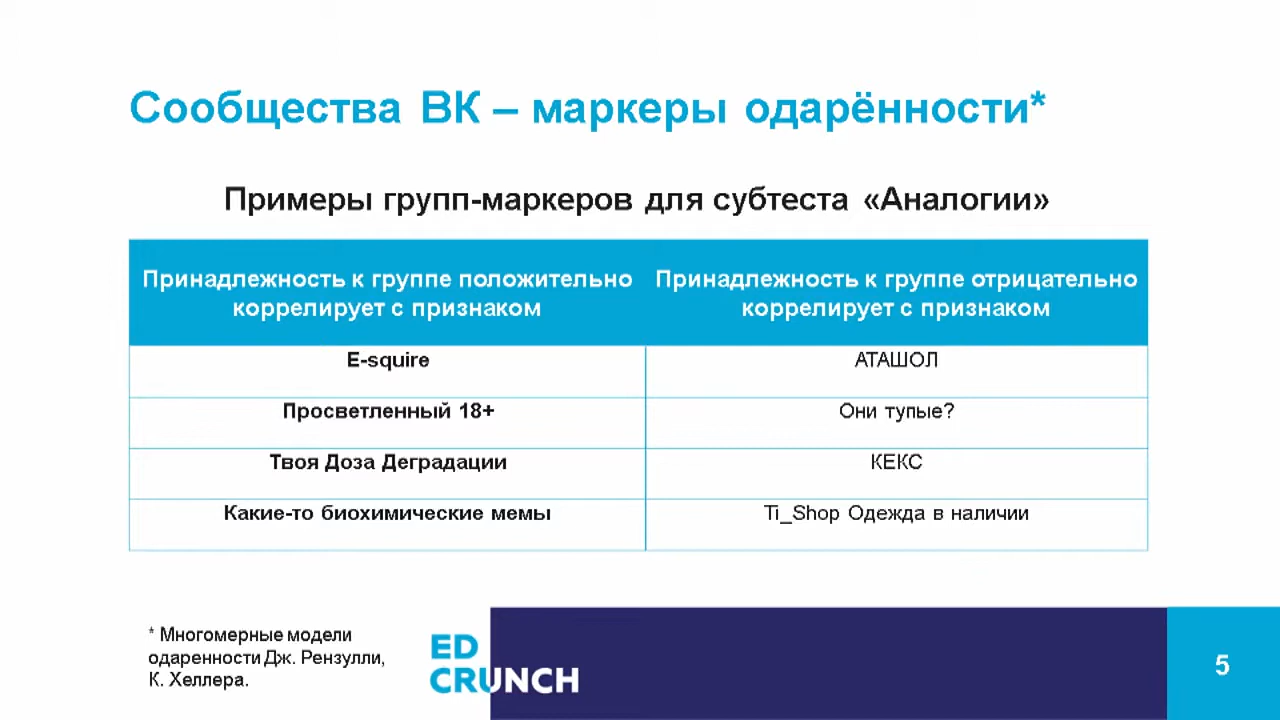 Сообщества ВК – маркеры одарённости*
Примеры групп-маркеров для субтеста «Аналогии»
Принадлежность к группе положительно коррелирует с признаком
Принадлежность к группе отрицательно коррелирует с признаком
E-squire
АТАШОЛ
Просветленный 18+
Они тупые?
Твоя Доза Деградации
КЕКС
Какие-то биохимические мемы
Ti_Shop Одежда в наличии
* Многомерные модели
одаренности Дж. Рензулли,
К. Хеллера.
ED
CRUNCH
5